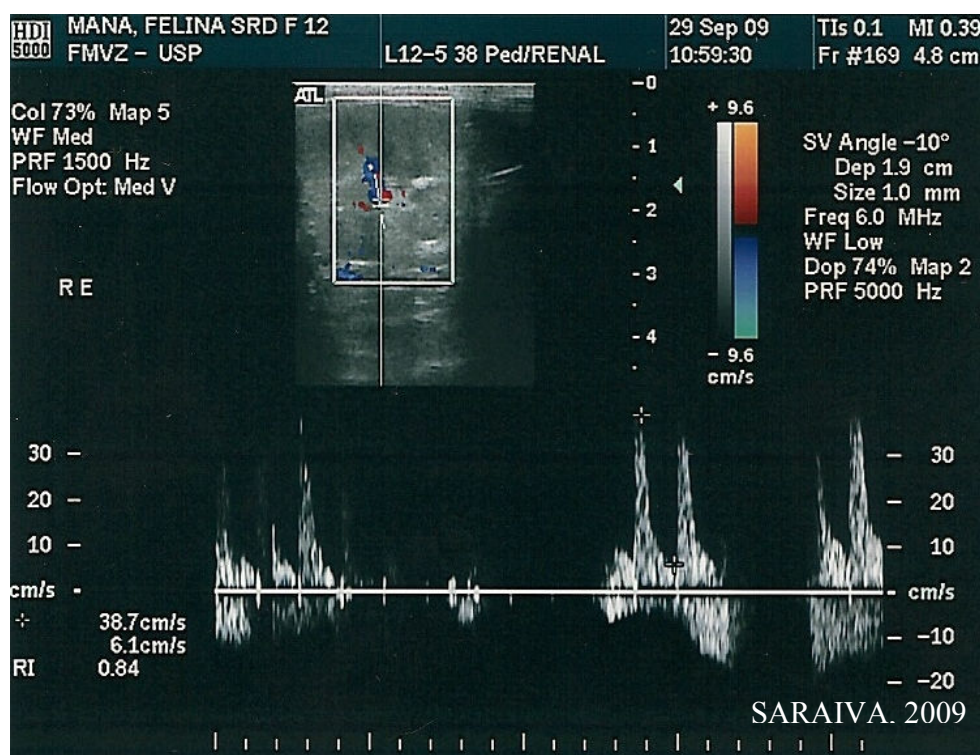 HDI
5000
MANA, FELINA SRD F 12
FMVZ - USP
L12-5 38 Ped/RENAL
29 Sep 09
10:59:30
TIs 0.1 MI 0.39
Fr #169 4.8 cm
Col 73% Map 5
WF Med
PRF 1500 Hz
Flow Opt: Med V
R E
ATL
0
1
2
3
4
+ 9.6
- 9.6
cm/s
SV Angle -10°
Dep 1.9 cm
Size 1.0 mm
Freq 6.0 MHz
WF Low
Dop 74% Map 2
PRF 5000 Hz
30
20
10
cm/s
38.7cm/s
6.1cm/s
RI 0.84
30
20
10
cm/s
-10
-20
SARAIVA. 2009